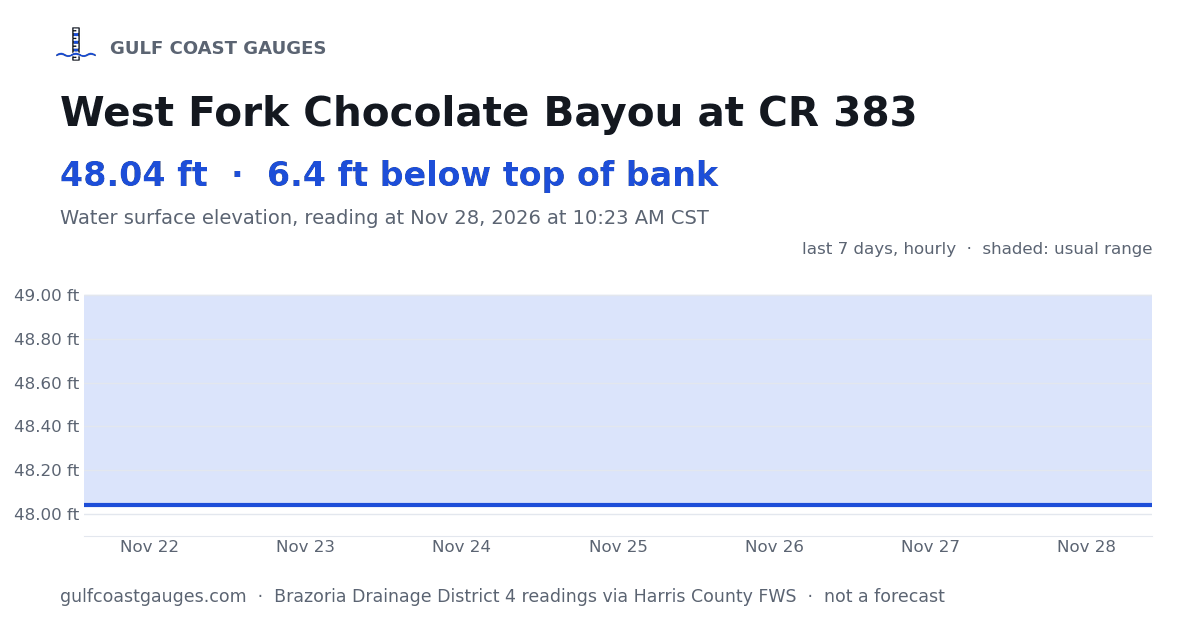 GULF COAST GAUGES
West Fork Chocolate Bayou at CR 383
48.04 ft · 6.4 ft below top of bank
Water surface elevation, reading at Nov 28, 2026 at 10:23 AM CST
last 7 days, hourly · shaded: usual range
49.00 ft
48.80 ft
48.60 ft
48.40 ft
48.20 ft
48.00 ft
Nov 22 Nov 23 Nov 24 Nov 25 Nov 26 Nov 27 Nov 28
gulfcoastgauges.com · Brazoria Drainage District 4 readings via Harris County FWS · not a forecast